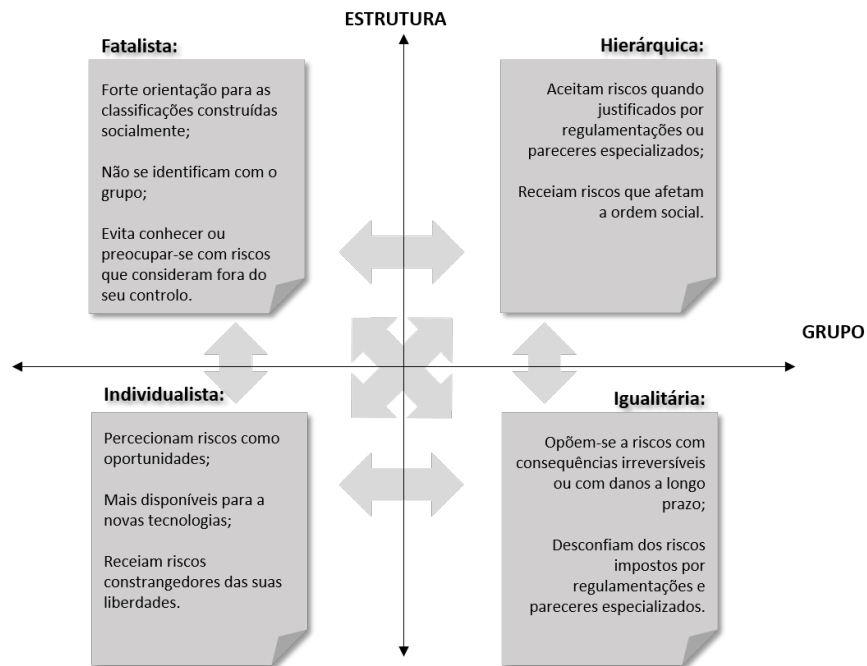 ESTRUTURA
Fatalista:
Forte orientação para as
classificações construídas
socialmente;
Não se identificam com o
grupo;
Evita conhecer ou
preocupar-se com riscos
que consideram fora do
seu controlo.
Hierárquica:
Aceitam riscos quando
justificados por
regulamentações ou
pareceres especializados;
Receiam riscos que afetam
a ordem social.
GRUPO
Individualista:
Percecionam riscos como
oportunidades;
Mais disponíveis para a
novas tecnologias;
Receiam riscos
constrangedores das suas
liberdades.
Igualitária:
Opõem-se a riscos com
consequências irreversíveis
ou com danos a longo
prazo;
Desconfiam dos riscos
impostos por
regulamentações e
pareceres especializados.